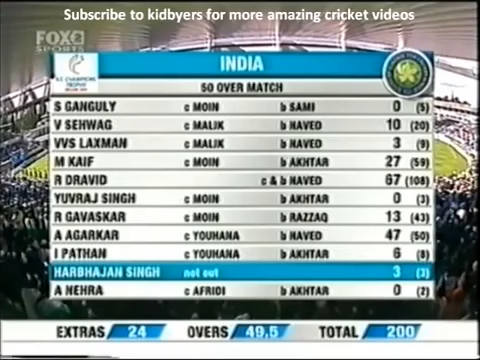 Subscribe to kidbyers for more amazing cricket videos
FOX 2
SPORTS
INDIA
50 OVER MATCH
S GANGULY c MOIN b SAMI 0 (5)
V SEHWAG c MALIK b NAVED 10 (20)
VVS LAXMAN c MALIK b NAVED 3 (9)
M KAIF c MOIN b AKHTAR 27 (59)
R DRAVID c & b NAVED 67 (108)
YUVRAJ SINGH c MOIN b AKHTAR 0 (3)
R GAVASKAR c MOIN b RAZZAQ 13 (43)
A AGARKAR c YOUHANA b NAVED 47 (50)
I PATHAN c YOUHANA b AKHTAR 6 (8)
HARBHAJAN SINGH not out 3 (3)
A NEHRA c AFRIDI b AKHTAR 0 (2)
EXTRAS 24 OVERS 49.5 TOTAL 200